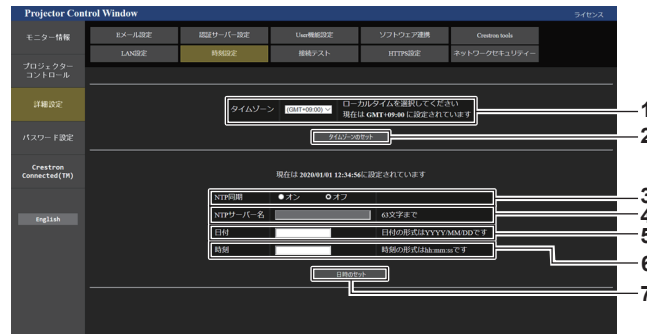 Projector Control Window
ライセンス
モニター情報
Eメール設定
認証サーバー設定
User機能設定
ソフトウェア連携
Crestron tools
LAN設定
時刻設定
接続テスト
HTTPS設定
ネットワークセキュリティー
プロジェクター
コントロール
詳細設定
パスワード設定
Crestron
Connected(TM)
English
タイムゾーン
(GMT+09:00)
ローカルタイムを選択してください
現在は GMT+09:00 に設定されています
1
タイムゾーンのセット
2
現在は 2020/01/01 12:34:56に設定されています
NTP同期
オン
オフ
3
NTPサーバー名
63文字まで
4
日付
日付の形式はYYYY/MM/DDです
5
時刻
時刻の形式はhh:mm:ssです
6
日時のセット
7